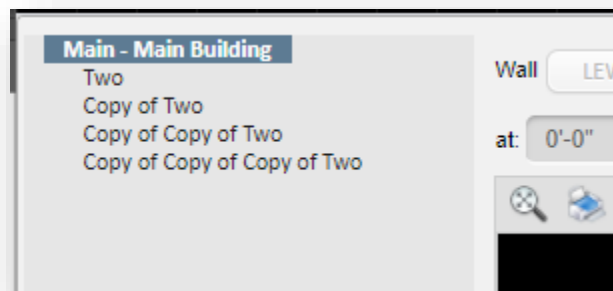 Main - Main Building
Two
Copy of Two
Copy of Copy of Two
Copy of Copy of Copy of Two
Wall
at: 0'-0"